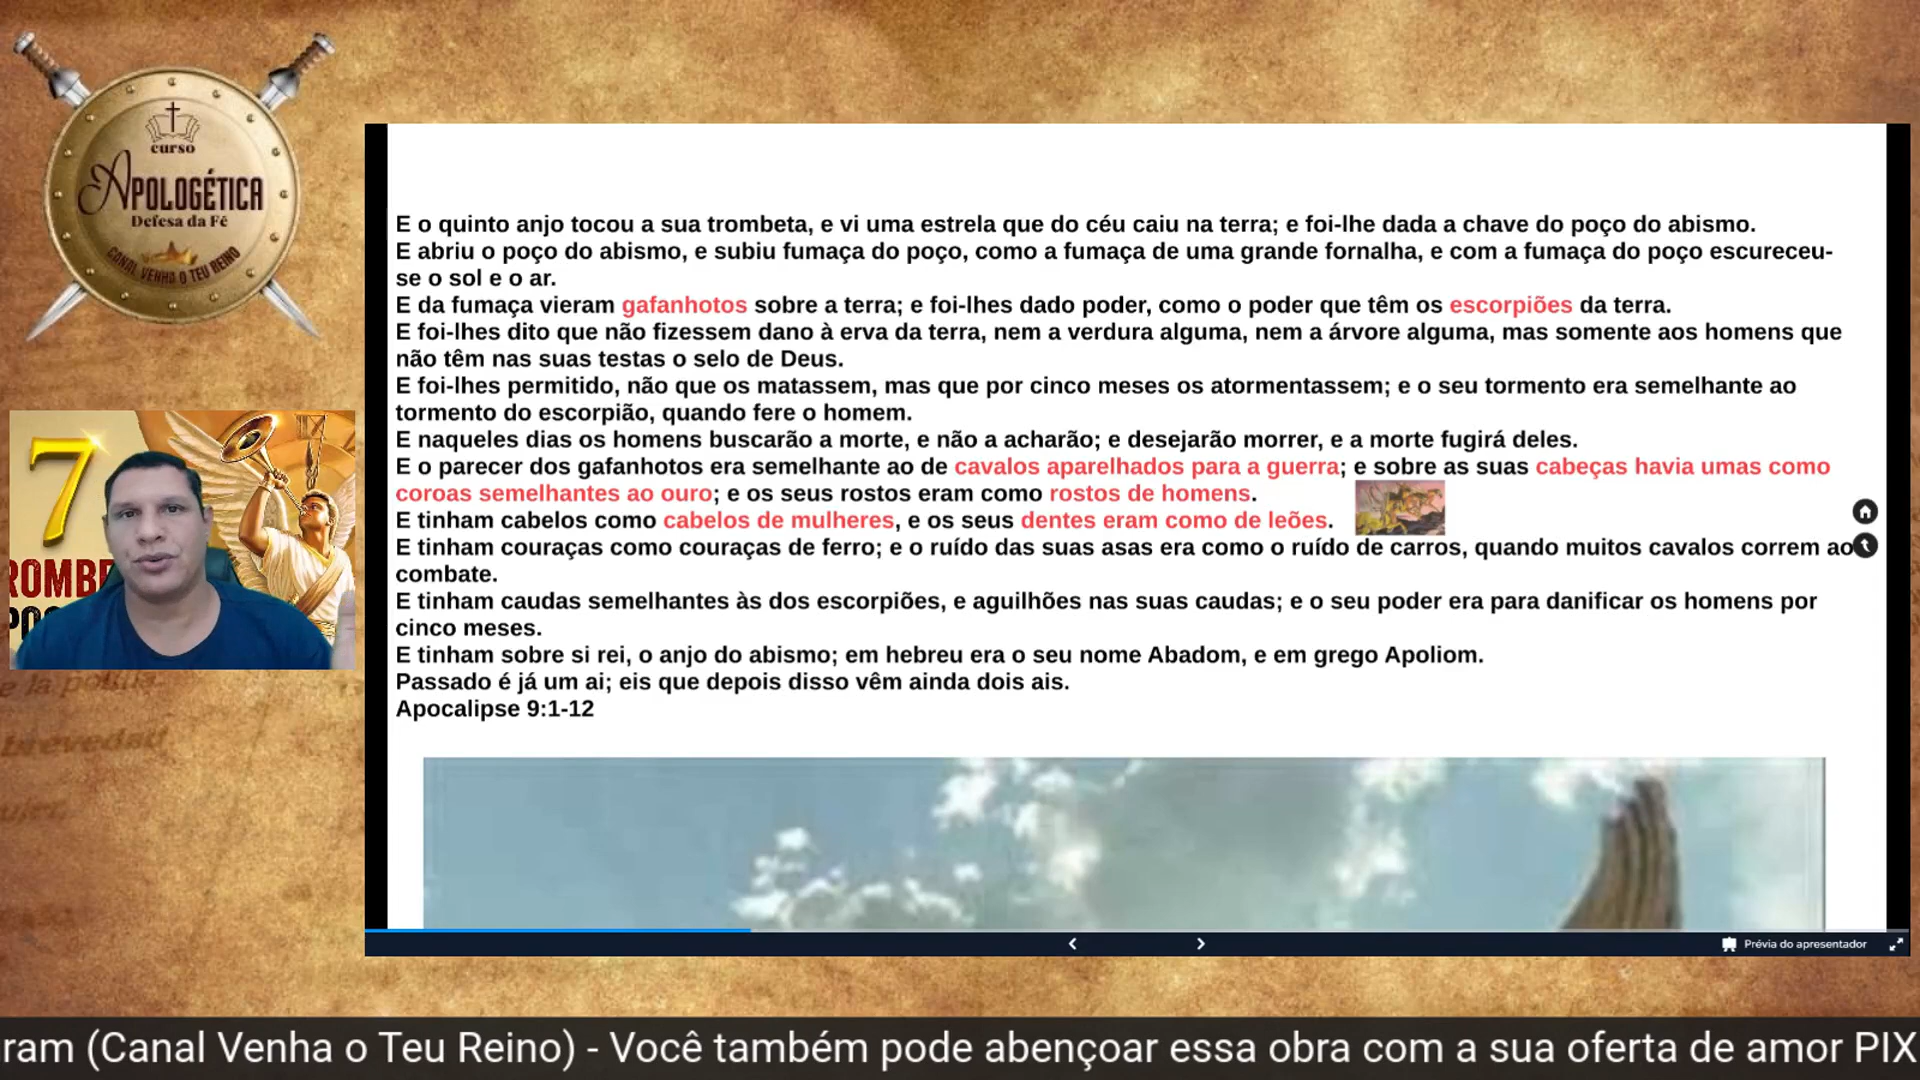 curso
APOLOGÉTICA
Defesa da Fé
CANAL VENHA O TEU REINO
E o quinto anjo tocou a sua trombeta, e vi uma estrela que do céu caiu na terra; e foi-lhe dada a chave do poço do abismo.
E abriu o poço do abismo, e subiu fumaça do poço, como a fumaça de uma grande fornalha, e com a fumaça do poço escureceu-
se o sol e o ar.
E da fumaça vieram gafanhotos sobre a terra; e foi-lhes dado poder, como o poder que têm os escorpiões da terra.
E foi-lhes dito que não fizessem dano à erva da terra, nem a verdura alguma, nem a árvore alguma, mas somente aos homens que
não têm nas suas testas o selo de Deus.
E foi-lhes permitido, não que os matassem, mas que por cinco meses os atormentassem; e o seu tormento era semelhante ao
tormento do escorpião, quando fere o homem.
E naqueles dias os homens buscarão a morte, e não a acharão; e desejarão morrer, e a morte fugirá deles.
E o parecer dos gafanhotos era semelhante ao de cavalos aparelhados para a guerra; e sobre as suas cabeças havia umas como
coroas semelhantes ao ouro; e os seus rostos eram como rostos de homens.
E tinham cabelos como cabelos de mulheres, e os seus dentes eram como de leões.
E tinham couraças como couraças de ferro; e o ruído das suas asas era como o ruído de carros, quando muitos cavalos correm ao
combate.
E tinham caudas semelhantes às dos escorpiões, e aguilhões nas suas caudas; e o seu poder era para danificar os homens por
cinco meses.
E tinham sobre si rei, o anjo do abismo; em hebreu era o seu nome Abadom, e em grego Apoliom.
Passado é já um ai; eis que depois disso vêm ainda dois ais.
Apocalipse 9:1-12
7
ROMBE
PO
brevedad
Prévia do apresentador
ram (Canal Venha o Teu Reino) - Você também pode abençoar essa obra com a sua oferta de amor PIX